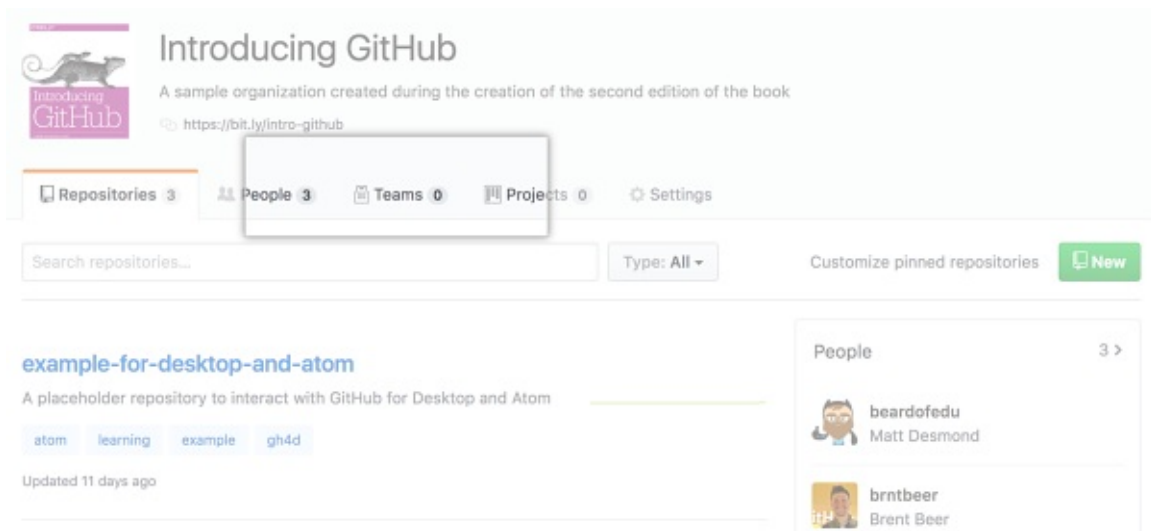 Introducing GitHub
A sample organization created during the creation of the second edition of the book
https://bit.ly/intro-github
Introducing
GitHub
Repositories 3 People 3 Teams 0 Projects 0 Settings
Search repositories... Type: All Customize pinned repositories New
example-for-desktop-and-atom
A placeholder repository to interact with GitHub for Desktop and Atom
atom learning example gh4d
Updated 11 days ago
People 3 >
beardofedu
Matt Desmond
brntbeer
Brent Beer